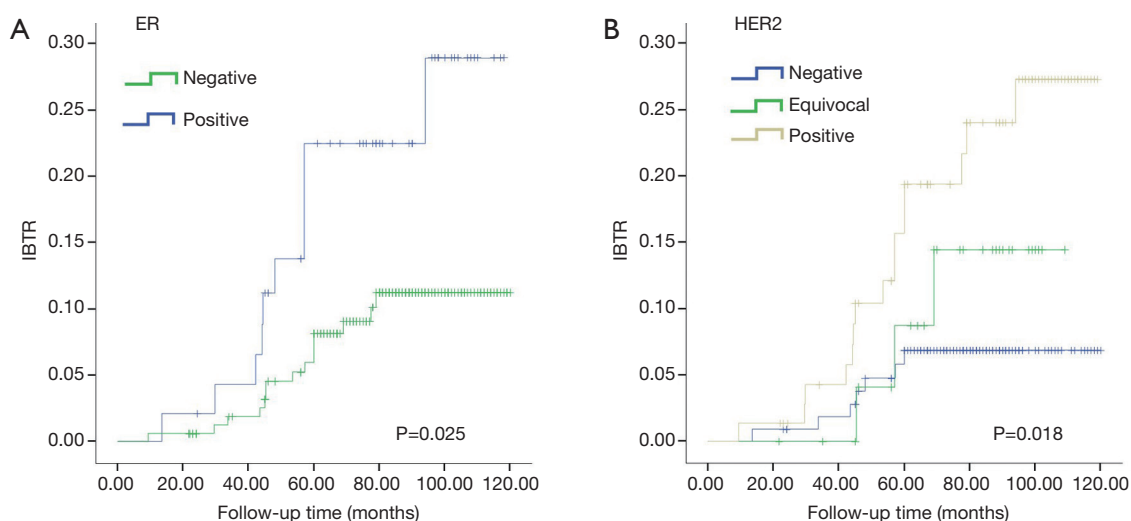 A
ER
0.30
0.25
0.20
0.15
0.10
0.05
0.00
IBTR
Negative
Positive
P=0.025
0.00 20.00 40.00 60.00 80.00 100.00 120.00
Follow-up time (months)
B
HER2
0.30
0.25
0.20
0.15
0.10
0.05
0.00
IBTR
Negative
Equivocal
Positive
P=0.018
0.00 20.00 40.00 60.00 80.00 100.00 120.00
Follow-up time (months)